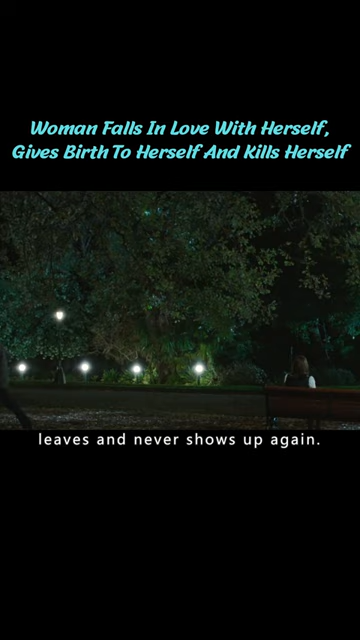 Woman Falls In Love With Herself,
Gives Birth To Herself And Kills Herself
leaves and never shows up again.